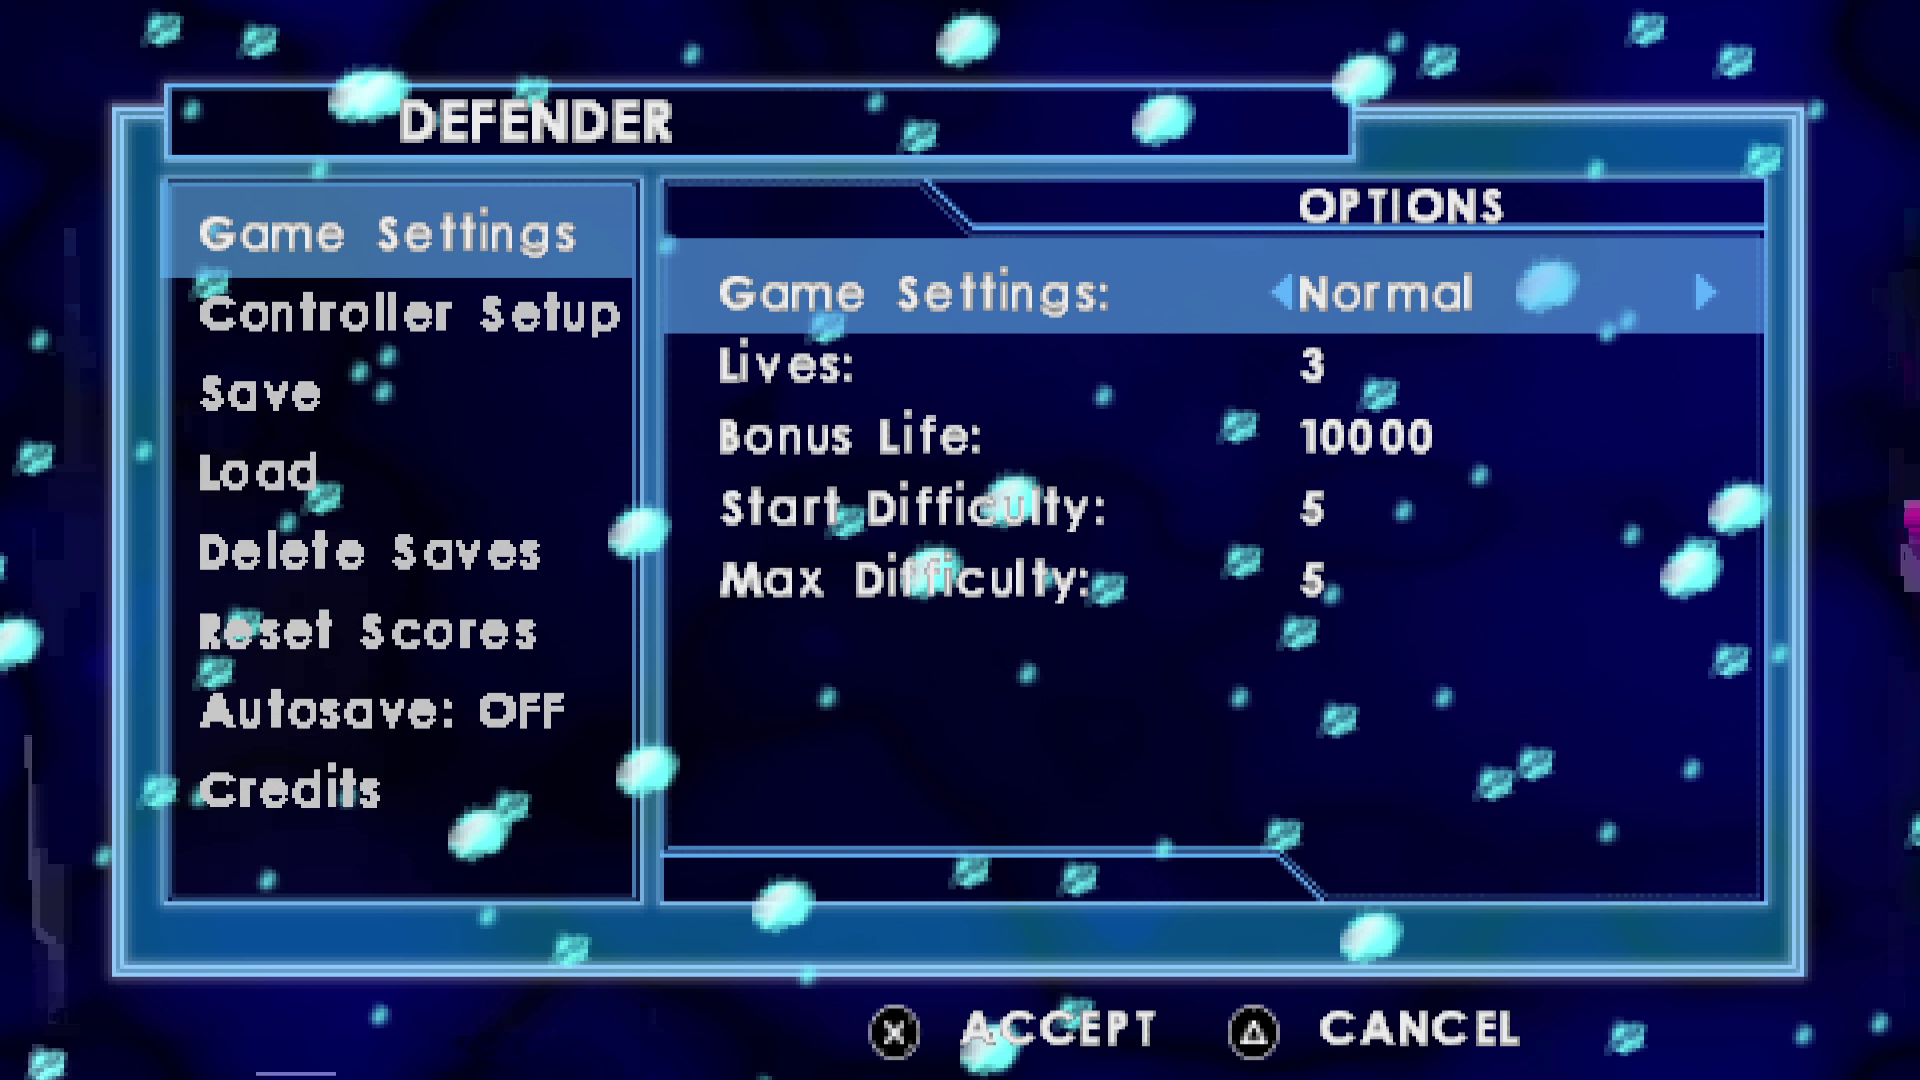 DEFENDER
Game Settings
Controller Setup
Save
Load
Delete Saves
Reset Scores
Autosave: OFF
Credits
OPTIONS
Game Settings: Normal
Lives: 3
Bonus Life: 10000
Start Difficulty: 5
Max Difficulty: 5
ACCEPT CANCEL